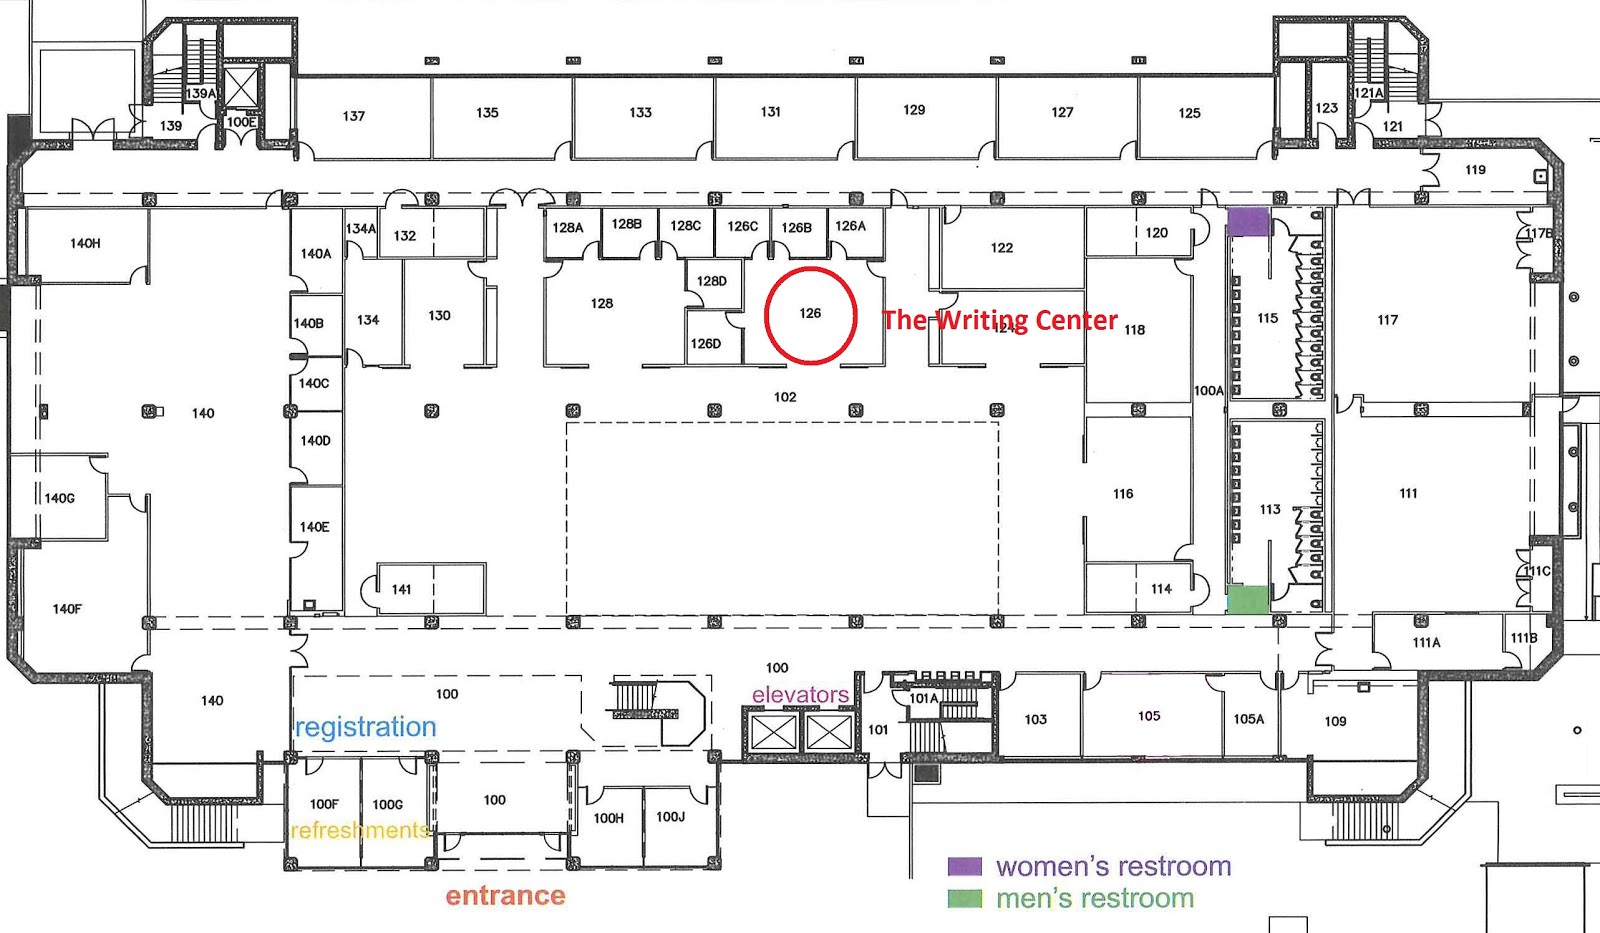 137
135
133
131
129
127
125
139A
139
100E
123
121A
121
119
140H
140A
134A
132
128A
128B
128C
126C
126B
126A
122
120
117B
140B
134
130
128
128D
126D
126
The Writing Center
124
118
115
117
140
140C
102
100A
140D
140G
140E
116
113
111
140F
141
114
111C
111A
111B
140
100
100
elevators
registration
101A
101
103
105
105A
109
100F
100G
refreshments
100
100H
100J
entrance
women's restroom
men's restroom